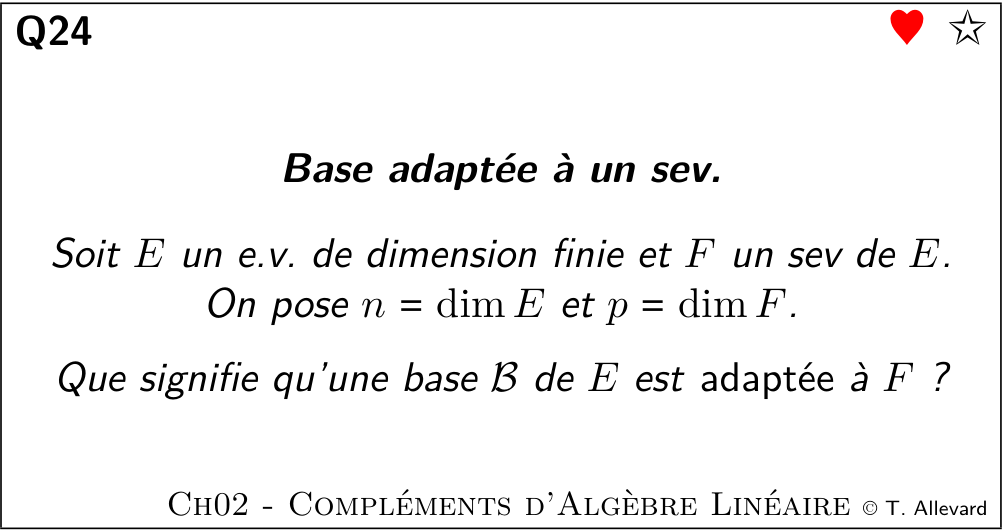 Q24
Base adaptée à un sev.
Soit E un e.v. de dimension finie et F un sev de E.
On pose n = dim E et p = dim F.
Que signifie qu'une base B de E est adaptée à F ?
Ch02 - Compléments d'Algèbre Linéaire © T. Allevard